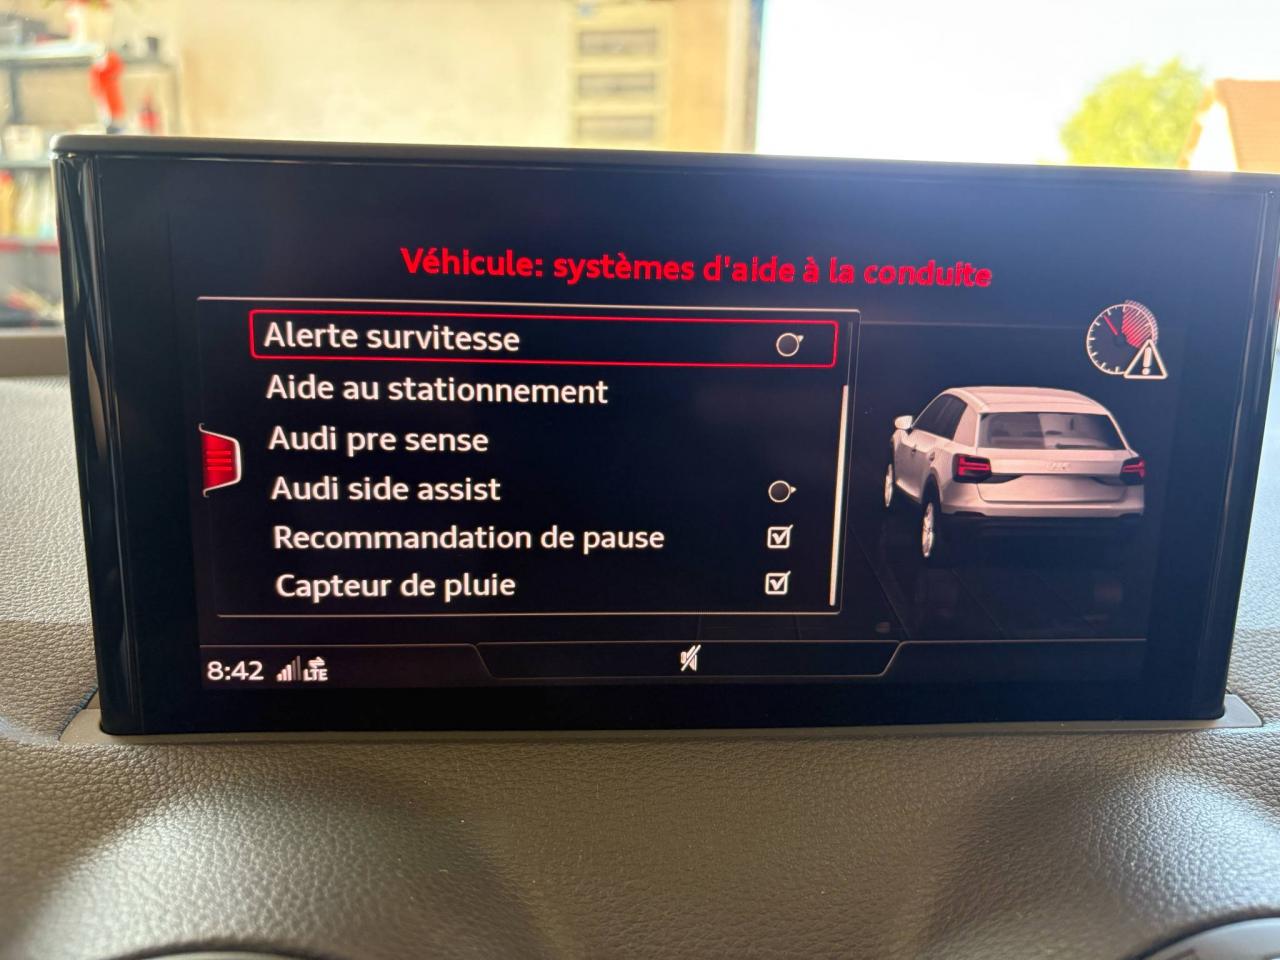 Véhicule: systèmes d'aide à la conduite
Alerte survitesse
Aide au stationnement
Audi pre sense
Audi side assist
Recommandation de pause
Capteur de pluie
8:42 LTE